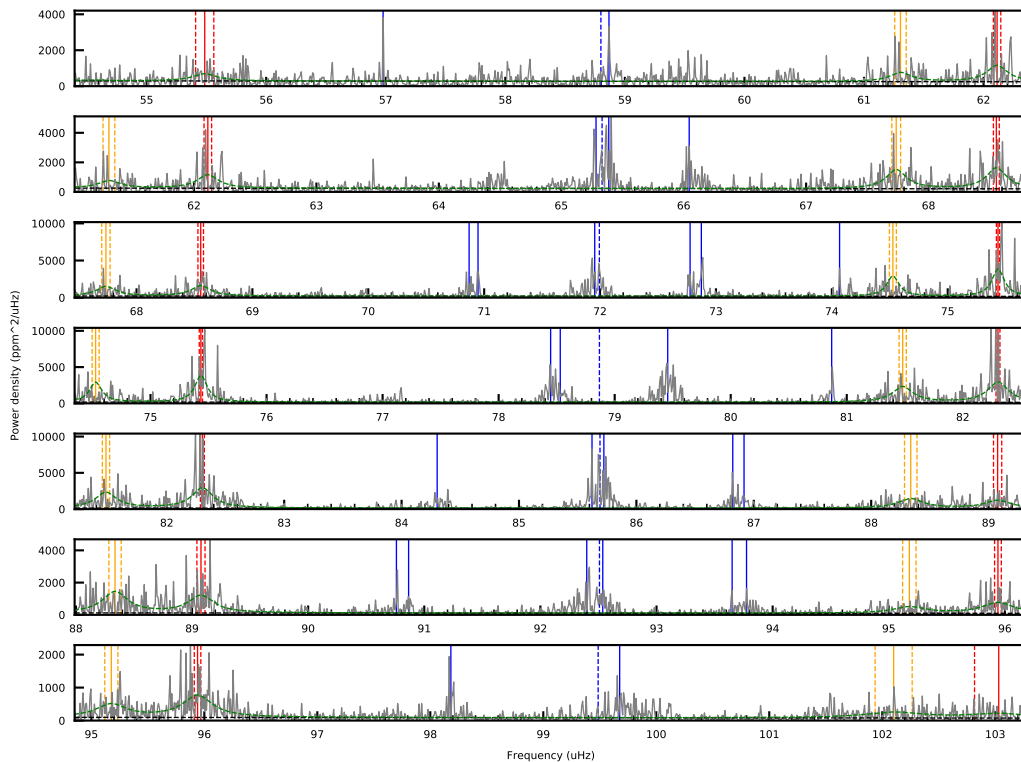 4000
2000
0
55 56 57 58 59 60 61 62
4000
2000
0
62 63 64 65 66 67 68
10000
5000
0
68 69 70 71 72 73 74 75
10000
5000
0
75 76 77 78 79 80 81 82
10000
5000
0
82 83 84 85 86 87 88 89
4000
2000
0
88 89 90 91 92 93 94 95 96
2000
1000
0
95 96 97 98 99 100 101 102 103
Power density (ppm^2/uHz)
Frequency (uHz)